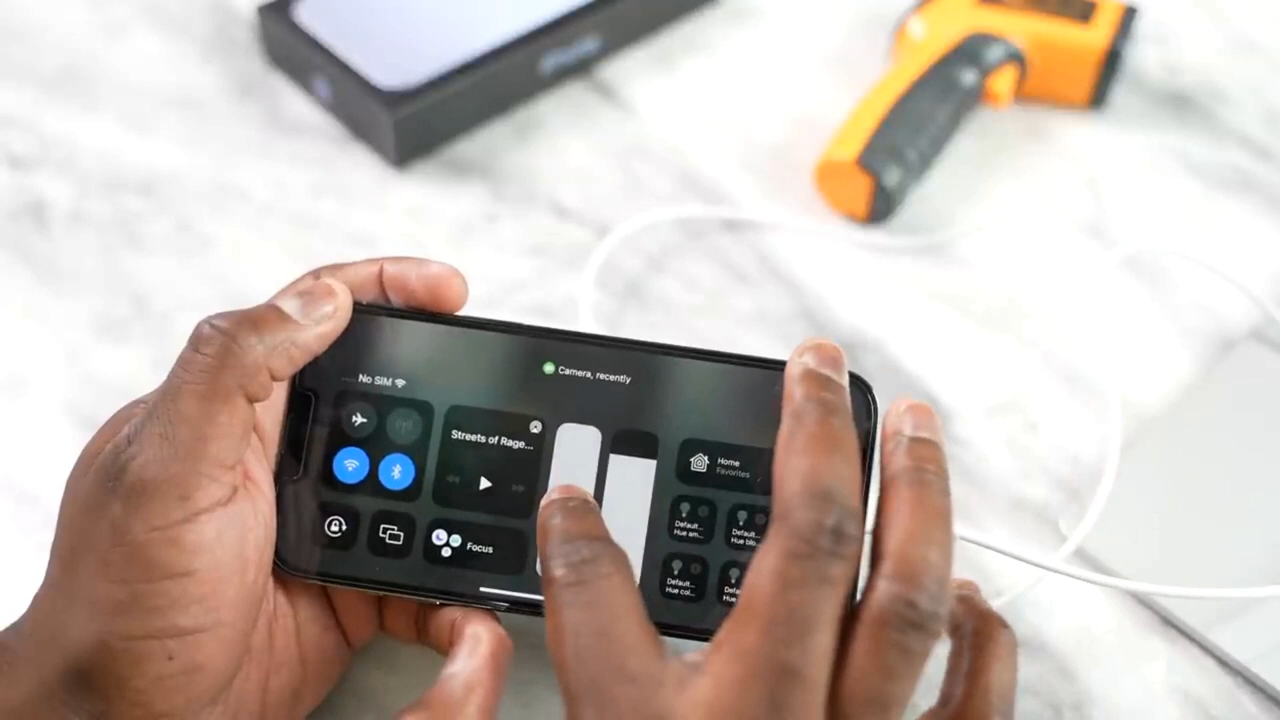 Camera, recently
No SIM
Streets of Rage...
Focus
Home
Favorites
Default...
Hue am...
Default...
Hue blo...
Default...
Hue col...